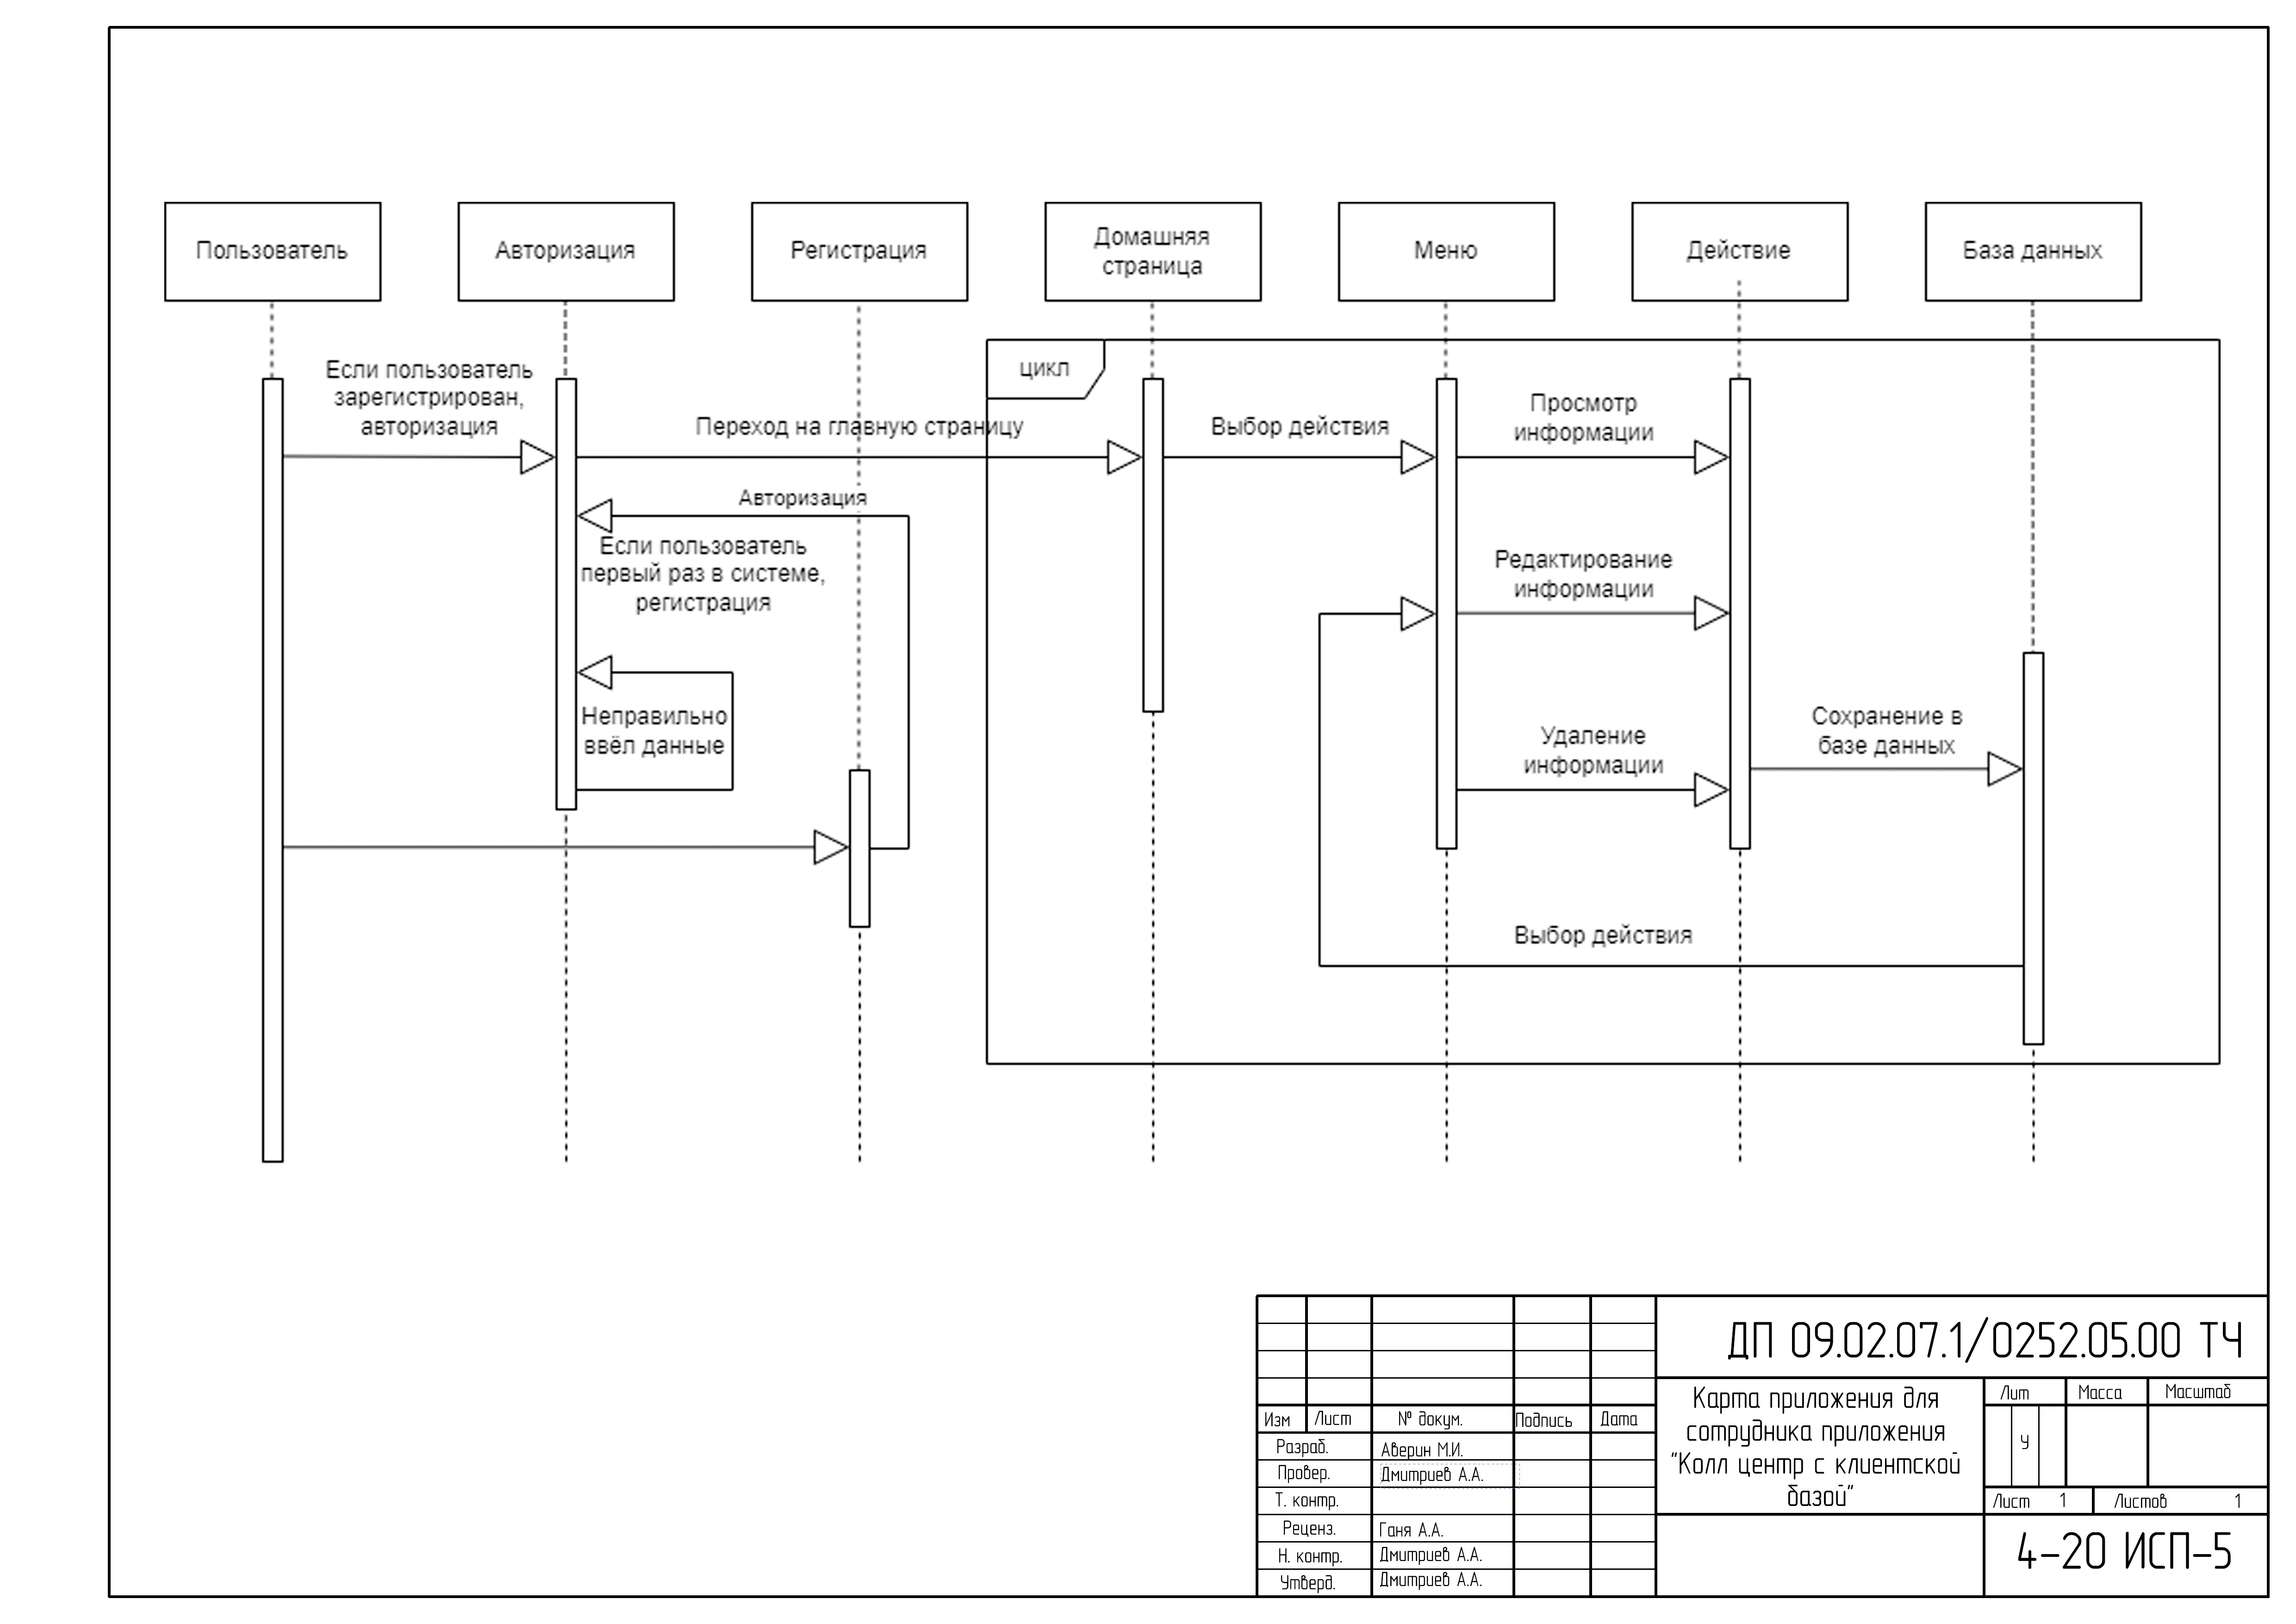 Пользователь
Авторизация
Регистрация
Домашняя
страница
Меню
Действие
База данных
цикл
Если пользователь
зарегистрирован,
авторизация
Переход на главную страницу
Выбор действия
Просмотр
информации
Авторизация
Если пользователь
первый раз в системе,
регистрация
Редактирование
информации
Неправильно
ввёл данные
Удаление
информации
Сохранение в
базе данных
Выбор действия
ДП 09.02.07.1/0252.05.00 ТЧ
Карта приложения для
сотрудника приложения
"Колл центр с клиентской
базой"
Лит
Масса
Масштаб
У
Лист 1
Листов 1
4-20 ИСП-5
Изм Лист № докум. Подпись Дата
Разраб. Аверин М.И.
Провер. Дмитриев А.А.
Т. контр.
Реценз. Ганя А.А.
Н. контр. Дмитриев А.А.
Утверд. Дмитриев А.А.